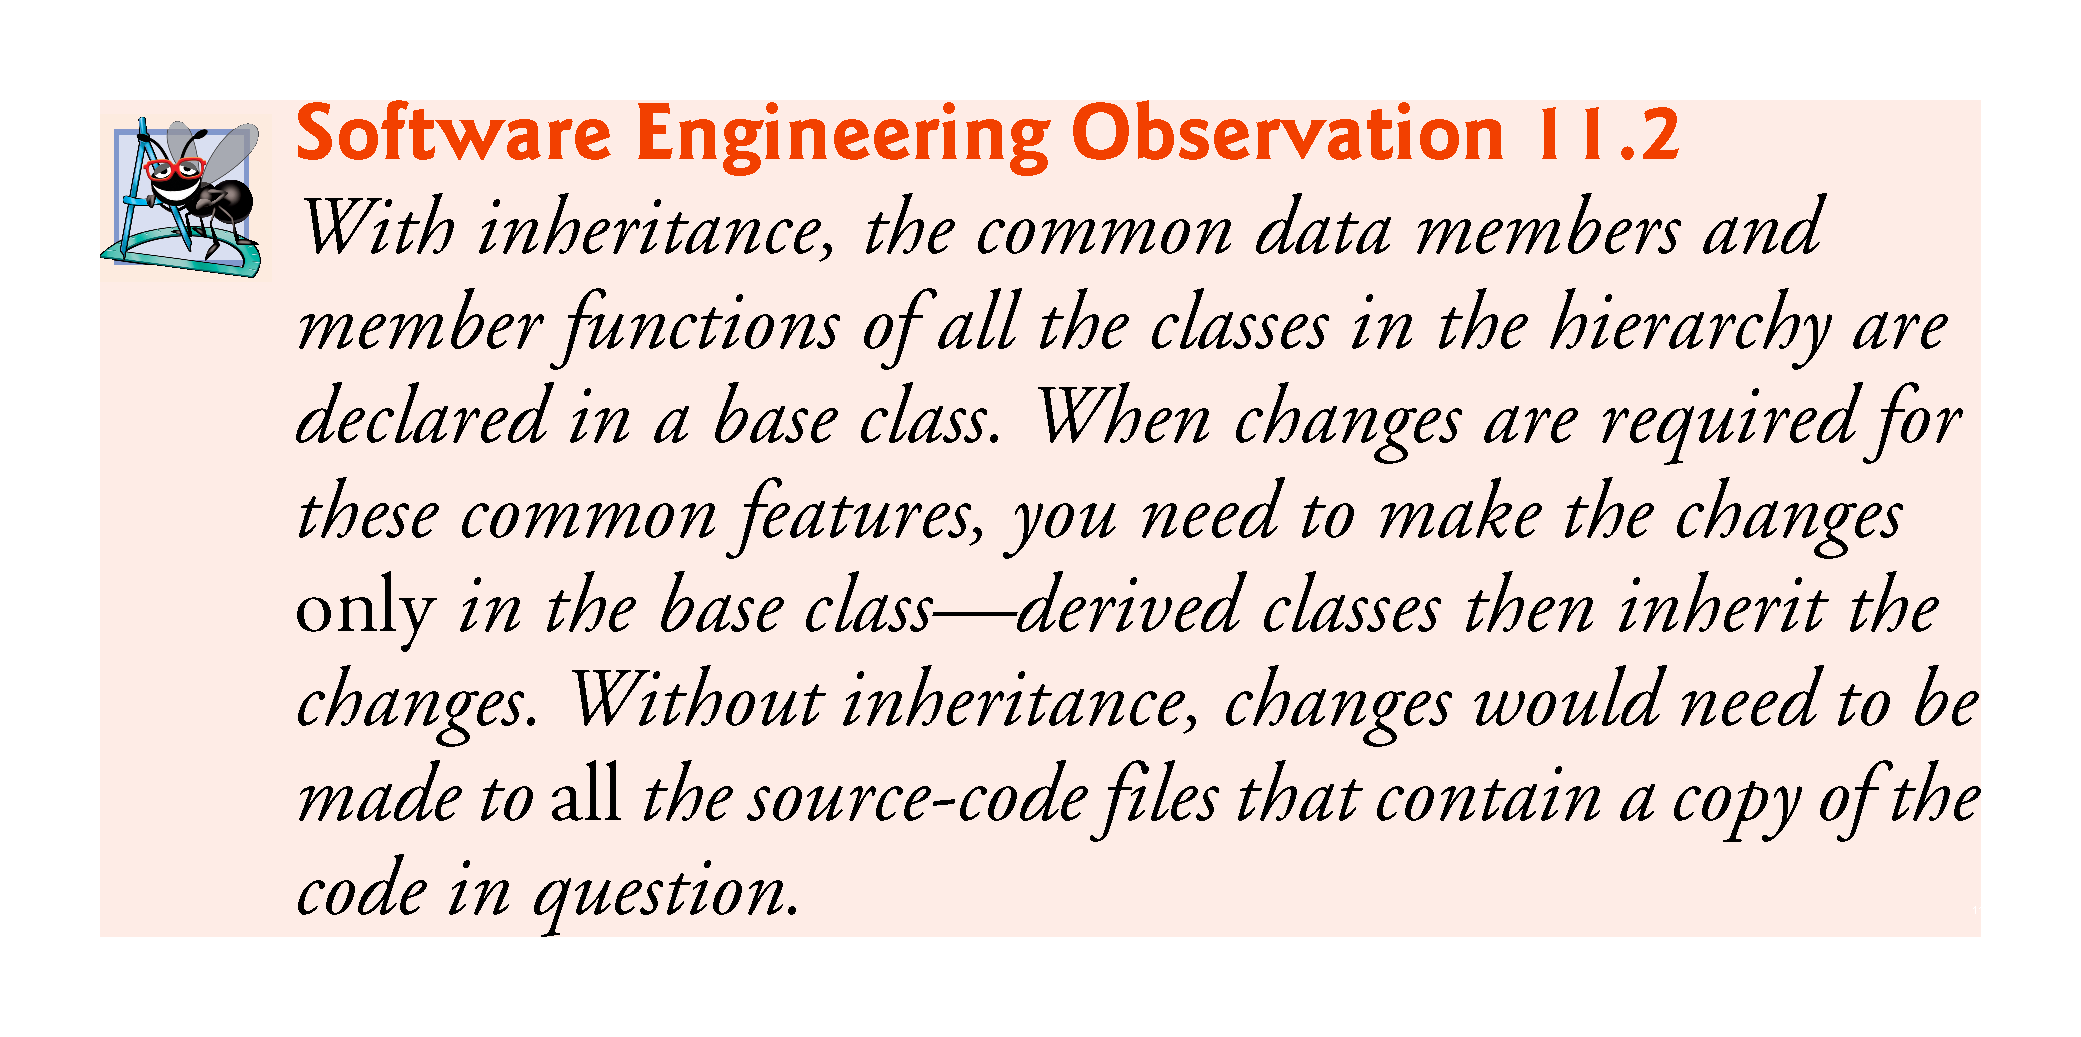 Software Engineering Observation 11.2
With inheritance, the common data members and
member functions of all the classes in the hierarchy are
declared in a base class. When changes are required for
these common features, you need to make the changes
only in the base class—derived classes then inherit the
changes. Without inheritance, changes would need to be
made to all the source-code files that contain a copy of the
code in question.